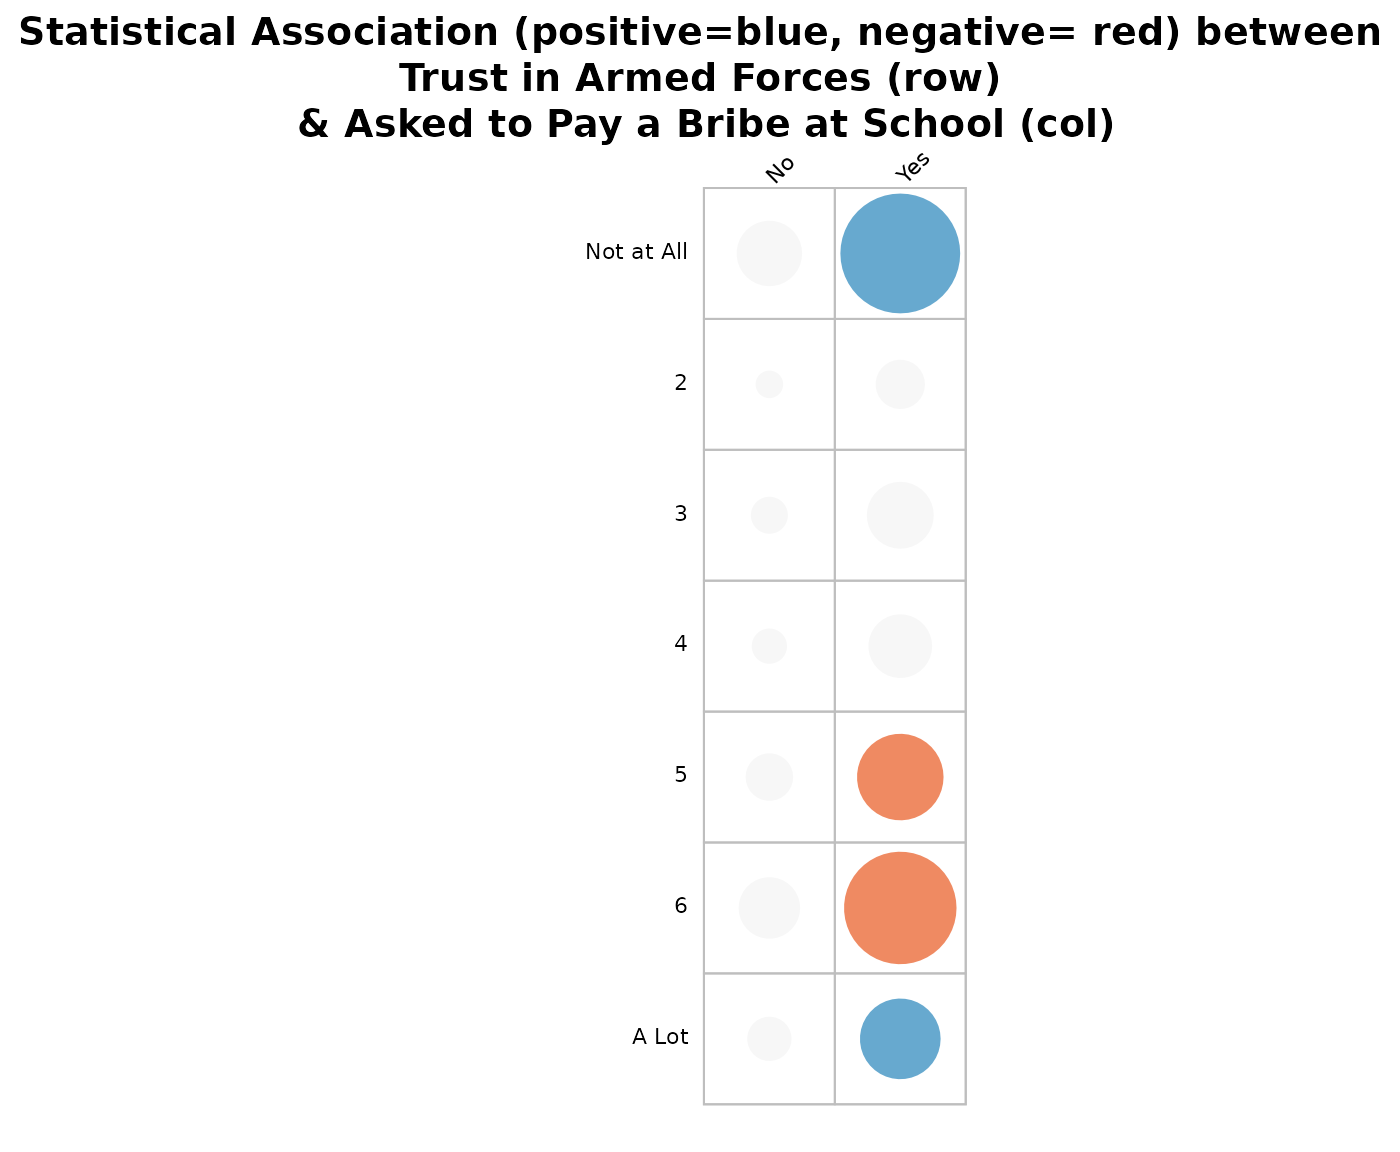 Statistical Association (positive=blue, negative= red) between
Trust in Armed Forces (row)
& Asked to Pay a Bribe at School (col)
No Yes
Not at All
2
3
4
5
6
A Lot